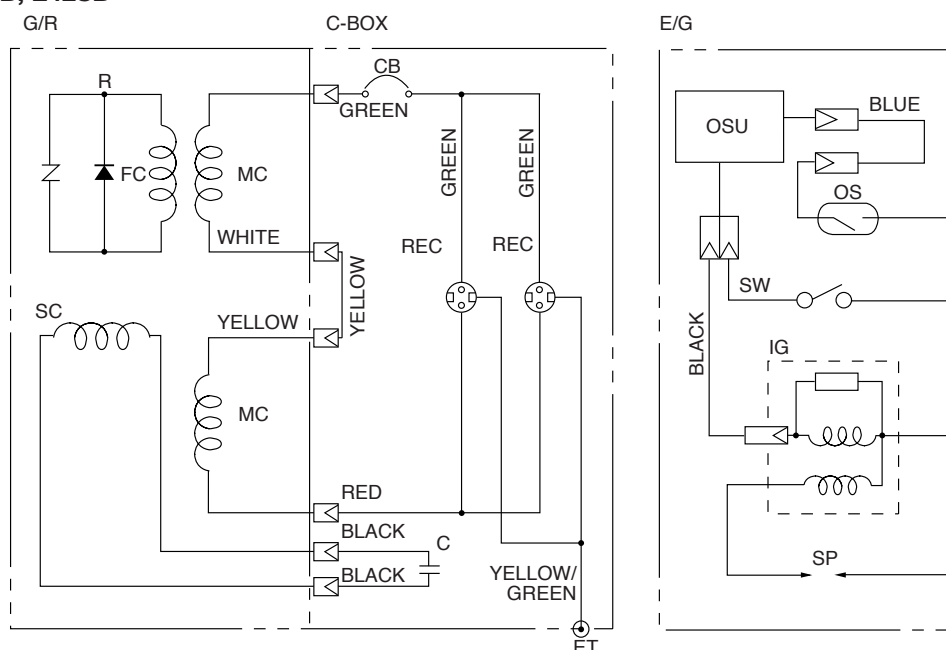 G/R
C-BOX
E/G
R
CB
GREEN
FC
MC
GREEN
GREEN
WHITE
REC
REC
YELLOW
SC
YELLOW
MC
RED
BLACK
C
BLACK
YELLOW/
GREEN
ET
OSU
BLUE
OS
SW
BLACK
IG
SP